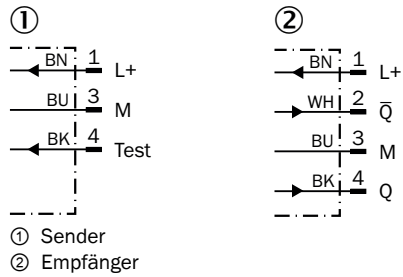 ① ②
BN 1 L+
BU 3 M
BK 4 Test
BN 1 L+
WH 2 Q̅
BU 3 M
BK 4 Q
① Sender
② Empfänger